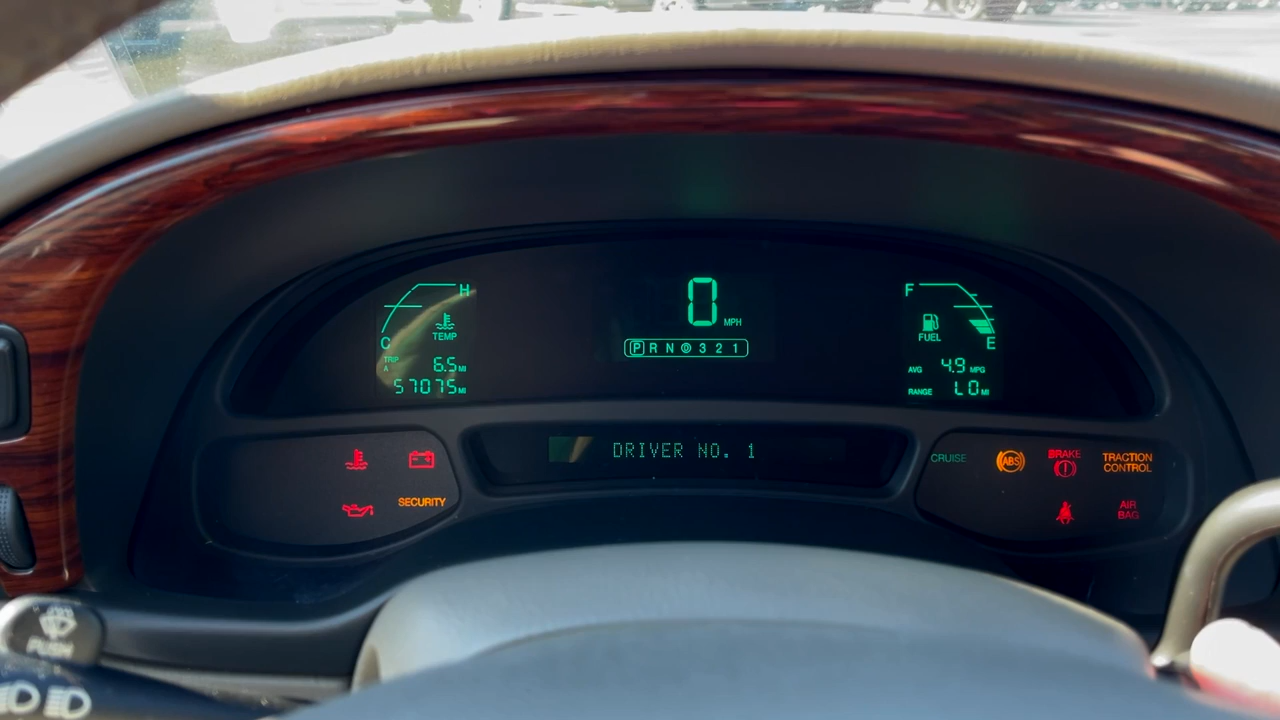 H
TEMP
C
TRIP A 6.5 MI
57075 MI
0 MPH
P R N D 3 2 1
F
FUEL
E
AVG 4.9 MPG
RANGE LO MI
DRIVER NO. 1
SECURITY
CRUISE
ABS
BRAKE
TRACTION
CONTROL
AIR
BAG
PUSH